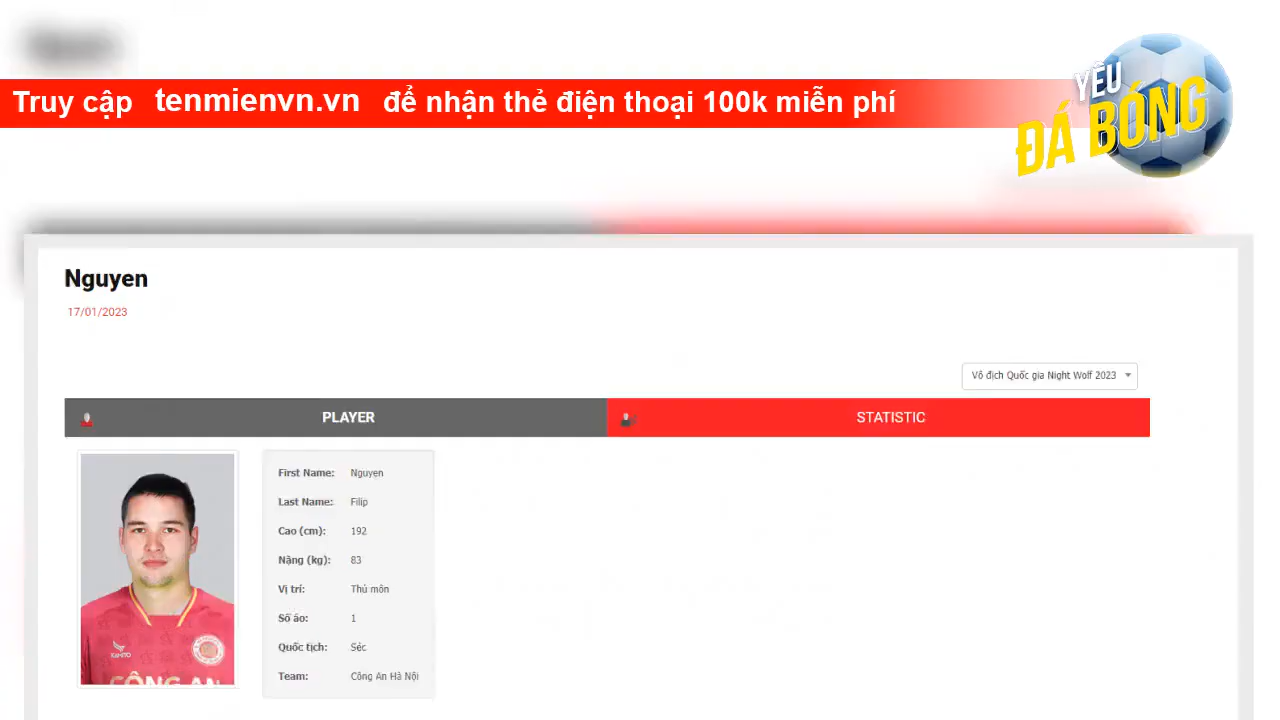 Truy cập tenmienvn.vn để nhận thẻ điện thoại 100k miễn phí
YÊU
ĐÁ BÓNG
Nguyen
17/01/2023
Vô địch Quốc gia Night Wolf 2023
PLAYER STATISTIC
First Name: Nguyen
Last Name: Filip
Cao (cm): 192
Nặng (kg): 83
Vị trí: Thủ môn
Số áo: 1
Quốc tịch: Séc
Team: Công An Hà Nội
KAMITO
CÔNG AN